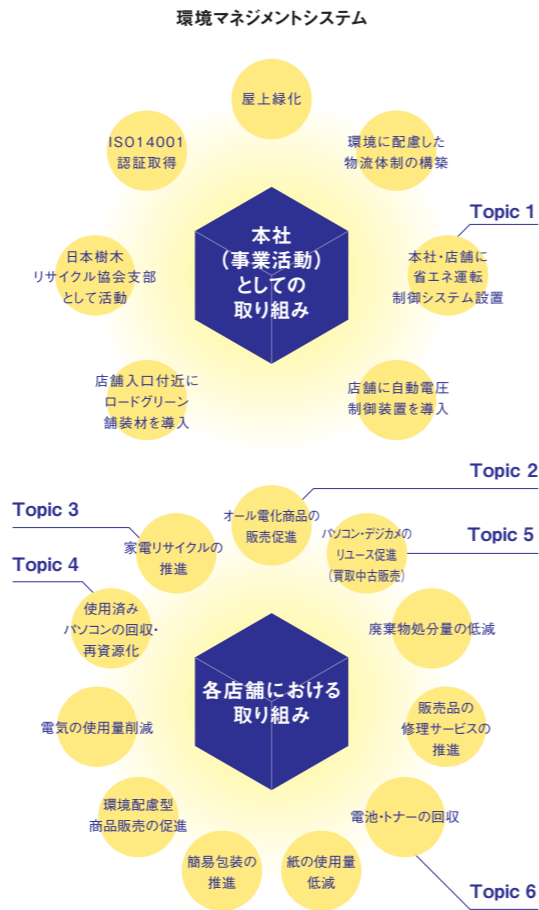 環境マネジメントシステム
屋上緑化
ISO14001
認証取得
環境に配慮した
物流体制の構築
Topic 1
本社
（事業活動）
としての
取り組み
日本樹木
リサイクル協会支部
として活動
本社・店舗に
省エネ運転
制御システム設置
店舗入口付近に
ロードグリーン
舗装材を導入
店舗に自動電圧
制御装置を導入
Topic 2
Topic 3
オール電化商品の
販売促進
パソコン・デジカメの
リユース促進
（買取中古販売）
Topic 5
家電リサイクルの
推進
Topic 4
使用済み
パソコンの回収・
再資源化
廃棄物処分量の低減
各店舗における
取り組み
電気の使用量削減
販売品の
修理サービスの
推進
環境配慮型
商品販売の促進
電池・トナーの回収
簡易包装の
推進
紙の使用量
低減
Topic 6